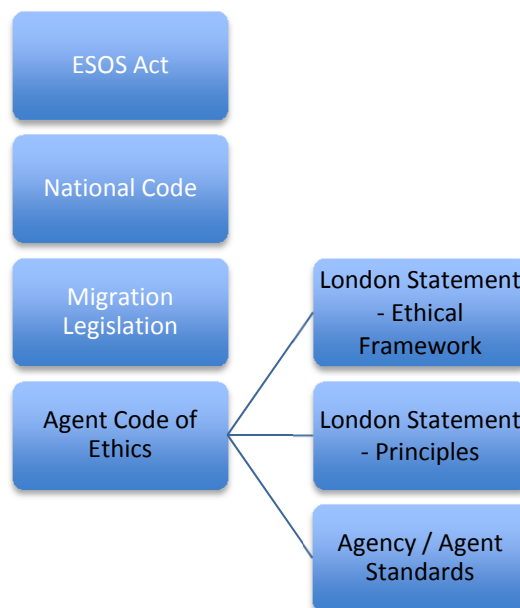 ESOS Act
National Code
Migration
Legislation
Agent Code of
Ethics
London Statement
- Ethical
Framework
London Statement
- Principles
Agency / Agent
Standards